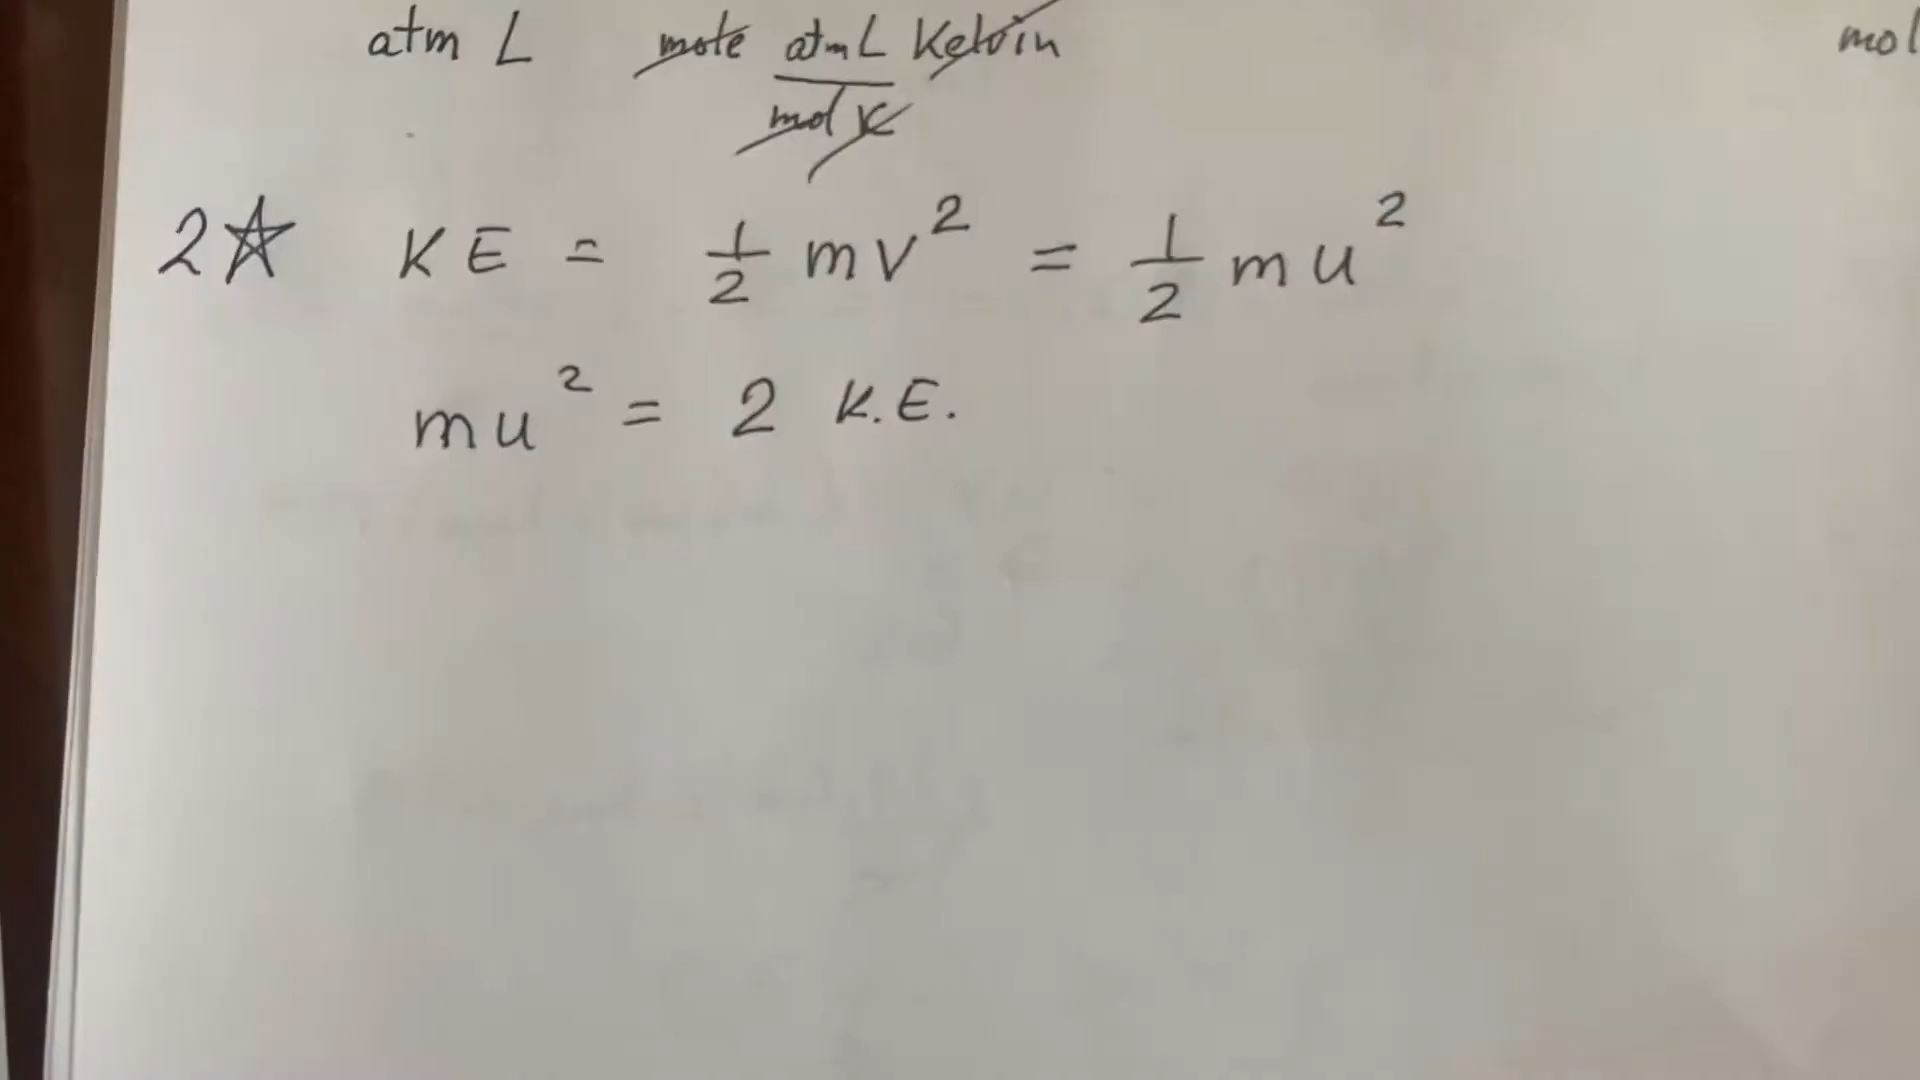 atm L mole atm L Kelvin mol
mol K
2☆ KE = 1/2 mv² = 1/2 mu²
mu² = 2 K.E.